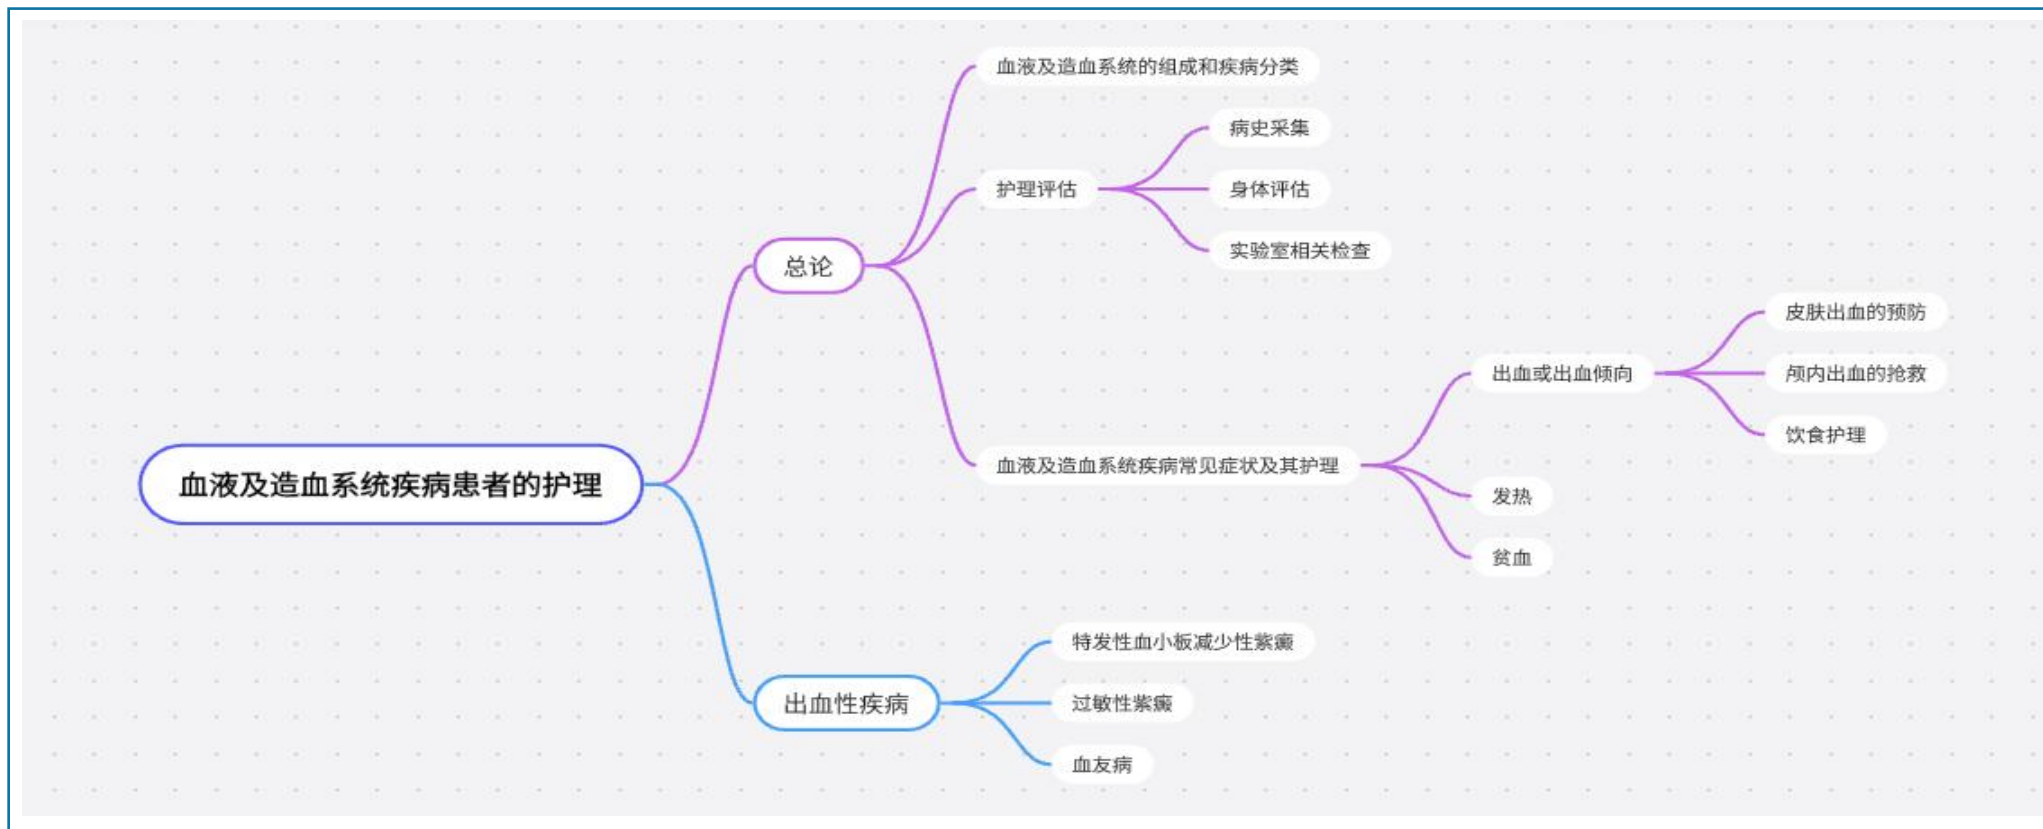 血液及造血系统疾病患者的护理
总论
血液及造血系统的组成和疾病分类
护理评估
病史采集
身体评估
实验室相关检查
血液及造血系统疾病常见症状及其护理
出血或出血倾向
皮肤出血的预防
颅内出血的抢救
饮食护理
发热
贫血
出血性疾病
特发性血小板减少性紫癜
过敏性紫癜
血友病